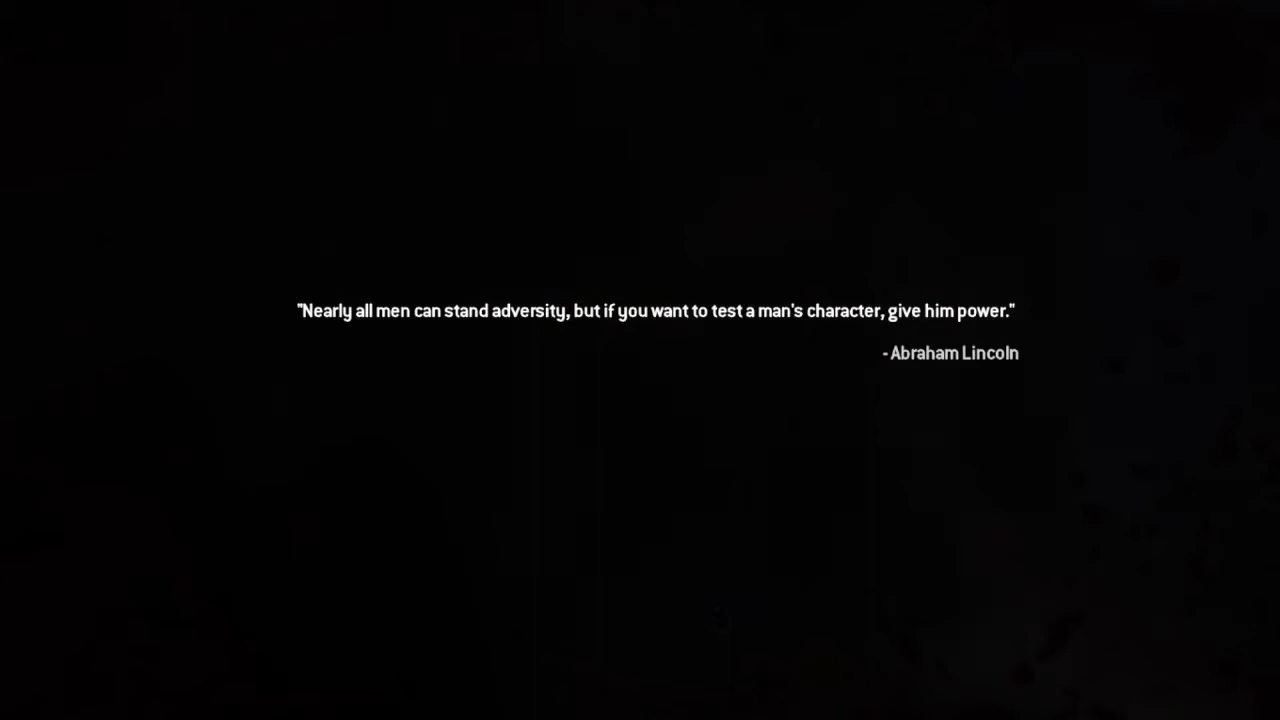 "Nearly all men can stand adversity, but if you want to test a man's character, give him power."
- Abraham Lincoln